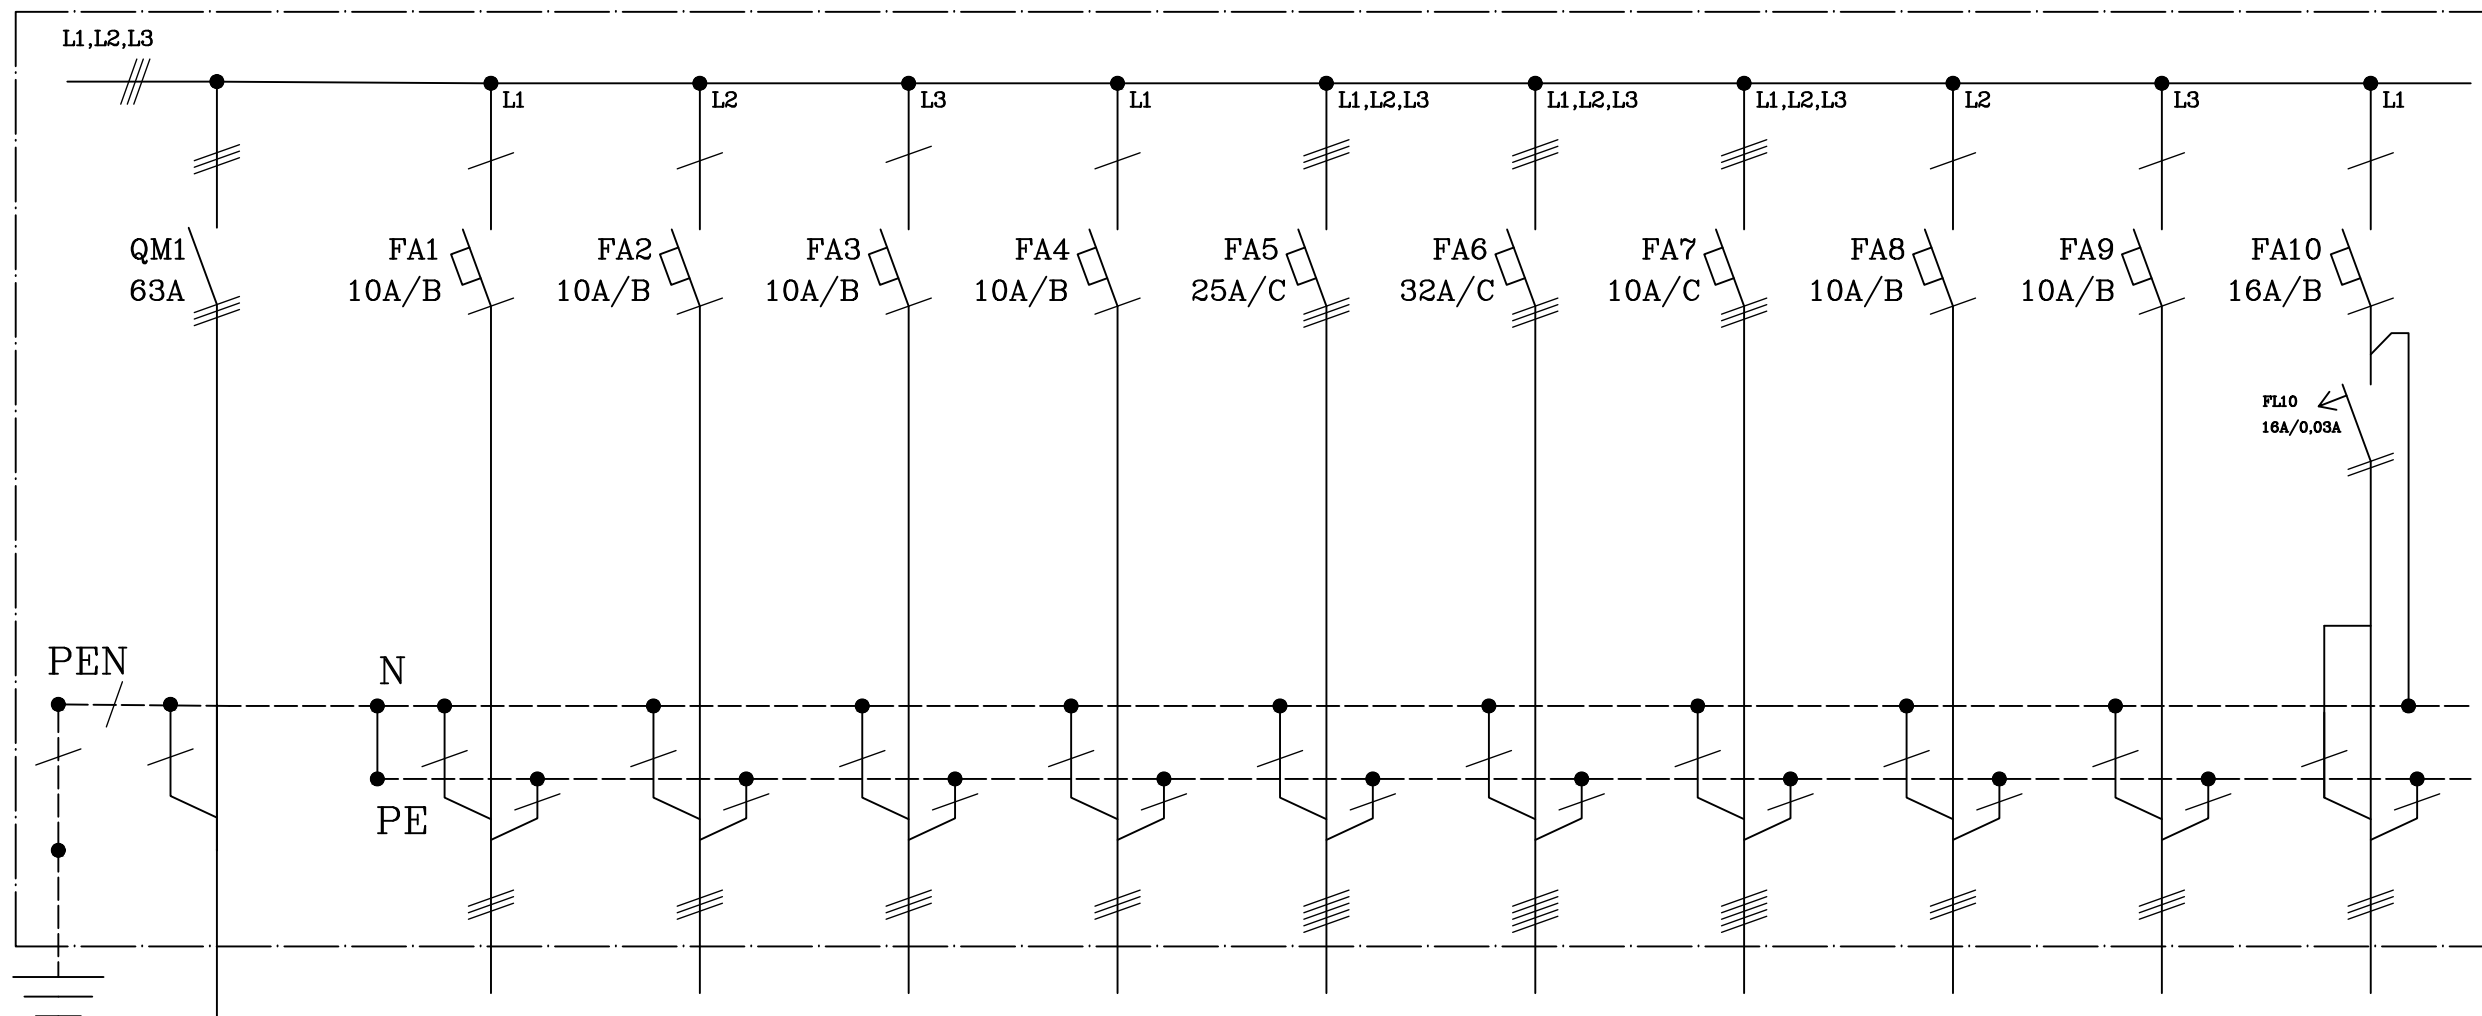 L1,L2,L3
L1
L2
L3
L1
L1,L2,L3
L1,L2,L3
L1,L2,L3
L2
L3
L1
QM1
63A
FA1
10A/B
FA2
10A/B
FA3
10A/B
FA4
10A/B
FA5
25A/C
FA6
32A/C
FA7
10A/C
FA8
10A/B
FA9
10A/B
FA10
16A/B
FL10
16A/0,03A
PEN
N
PE